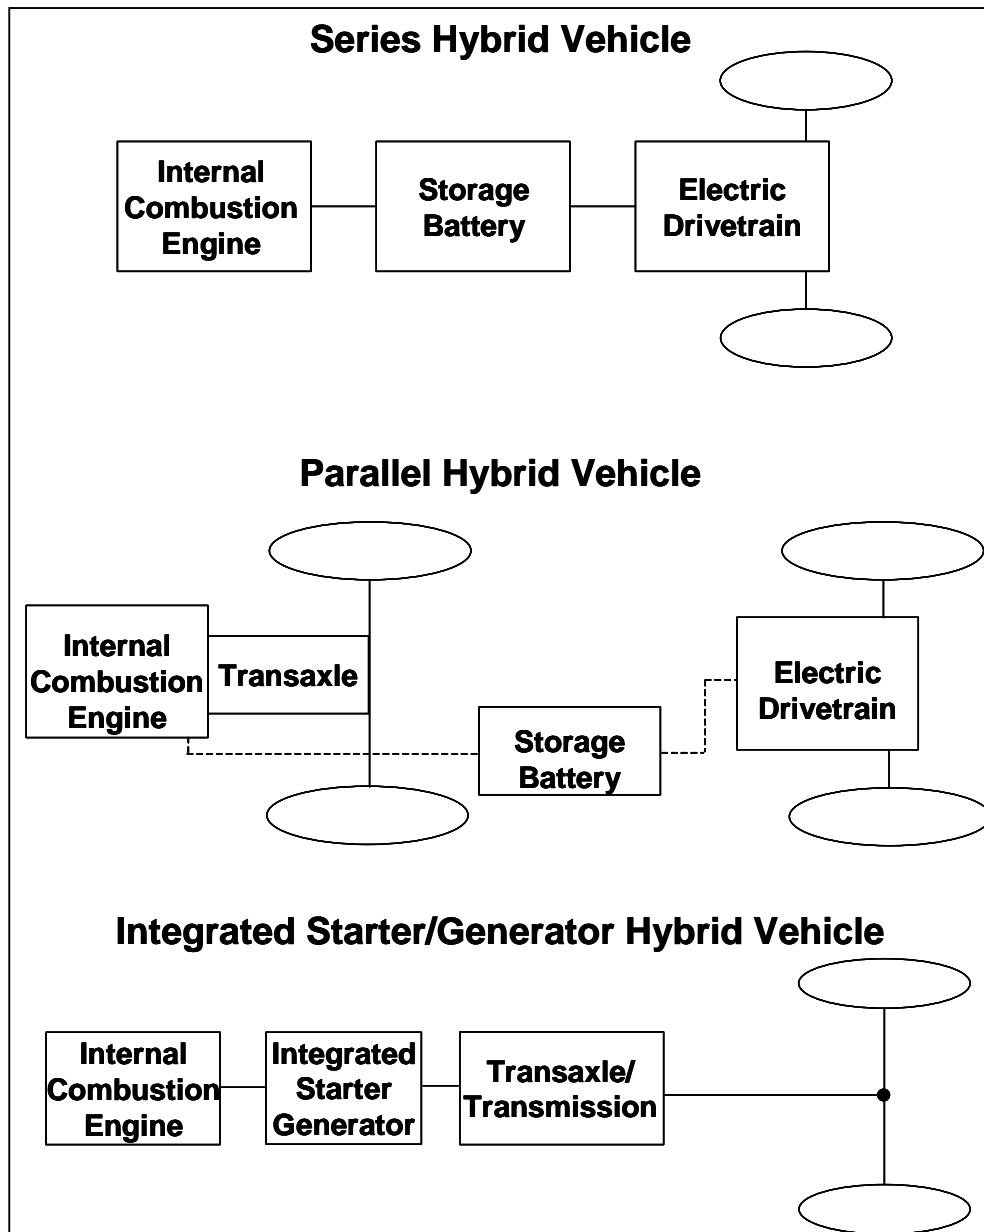 Series Hybrid Vehicle
Internal
Combustion
Engine
Storage
Battery
Electric
Drivetrain
Parallel Hybrid Vehicle
Internal
Combustion
Engine
Transaxle
Storage
Battery
Electric
Drivetrain
Integrated Starter/Generator Hybrid Vehicle
Internal
Combustion
Engine
Integrated
Starter
Generator
Transaxle/
Transmission